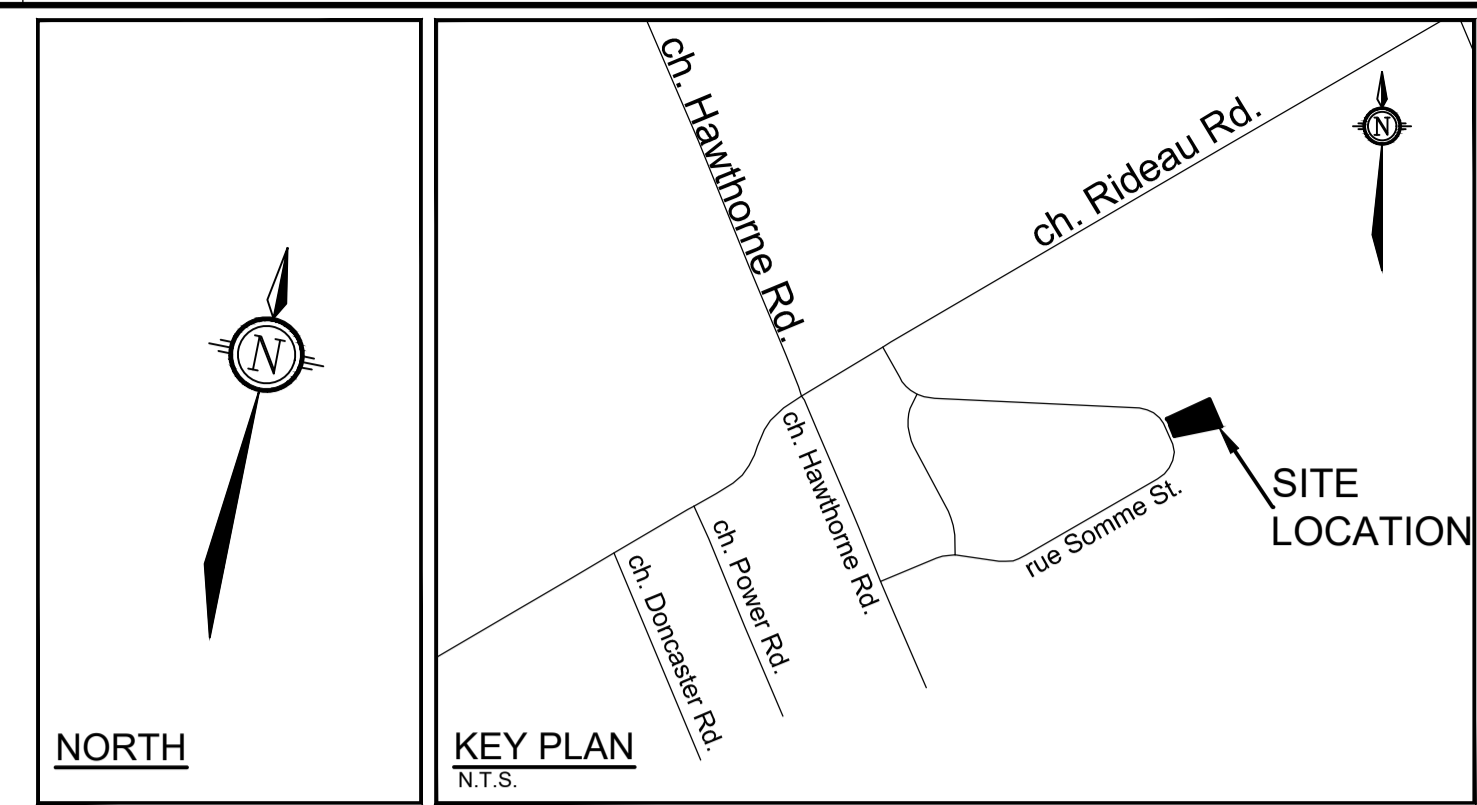 N
NORTH
ch. Hawthorne Rd.
ch. Rideau Rd.
N
ch. Hawthorne Rd.
rue Somme St.
SITE
LOCATION
ch. Power Rd.
ch. Doncaster Rd.
KEY PLAN
N.T.S.